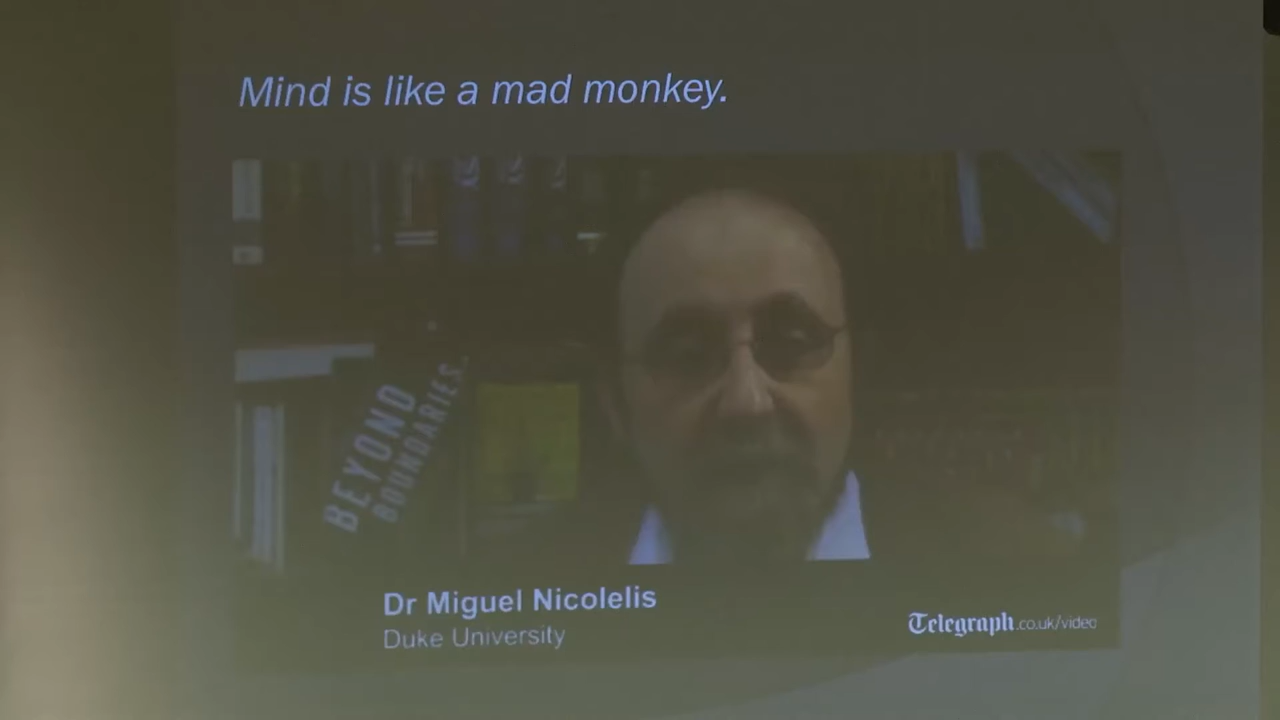 Mind is like a mad monkey.
BEYOND
BOUNDARIES
Dr Miguel Nicolelis
Duke University
Telegraph.co.uk/video